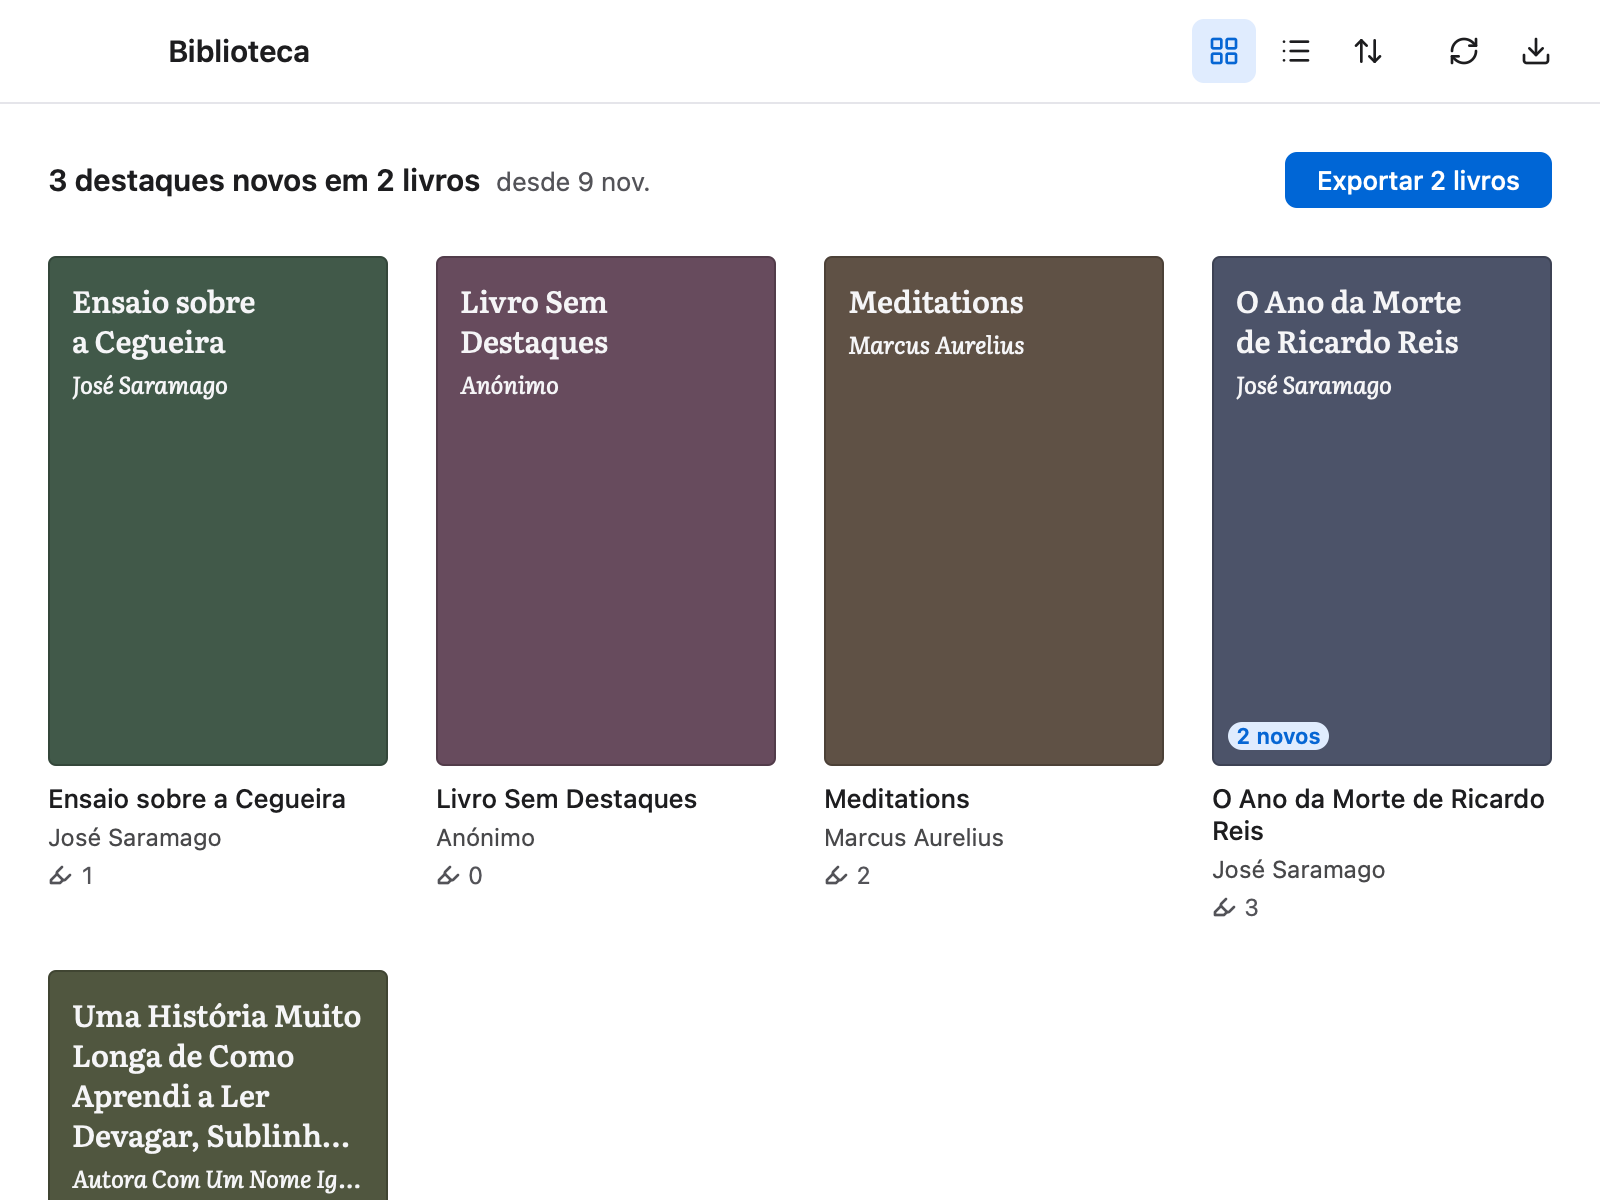 Biblioteca
3 destaques novos em 2 livros desde 9 nov.
Exportar 2 livros
Ensaio sobre
a Cegueira
José Saramago
Livro Sem
Destaques
Anónimo
Meditations
Marcus Aurelius
O Ano da Morte
de Ricardo Reis
José Saramago
2 novos
Ensaio sobre a Cegueira
José Saramago
1
Livro Sem Destaques
Anónimo
0
Meditations
Marcus Aurelius
2
O Ano da Morte de Ricardo
Reis
José Saramago
3
Uma História Muito
Longa de Como
Aprendi a Ler
Devagar, Sublinh...
Autora Com Um Nome Ig...